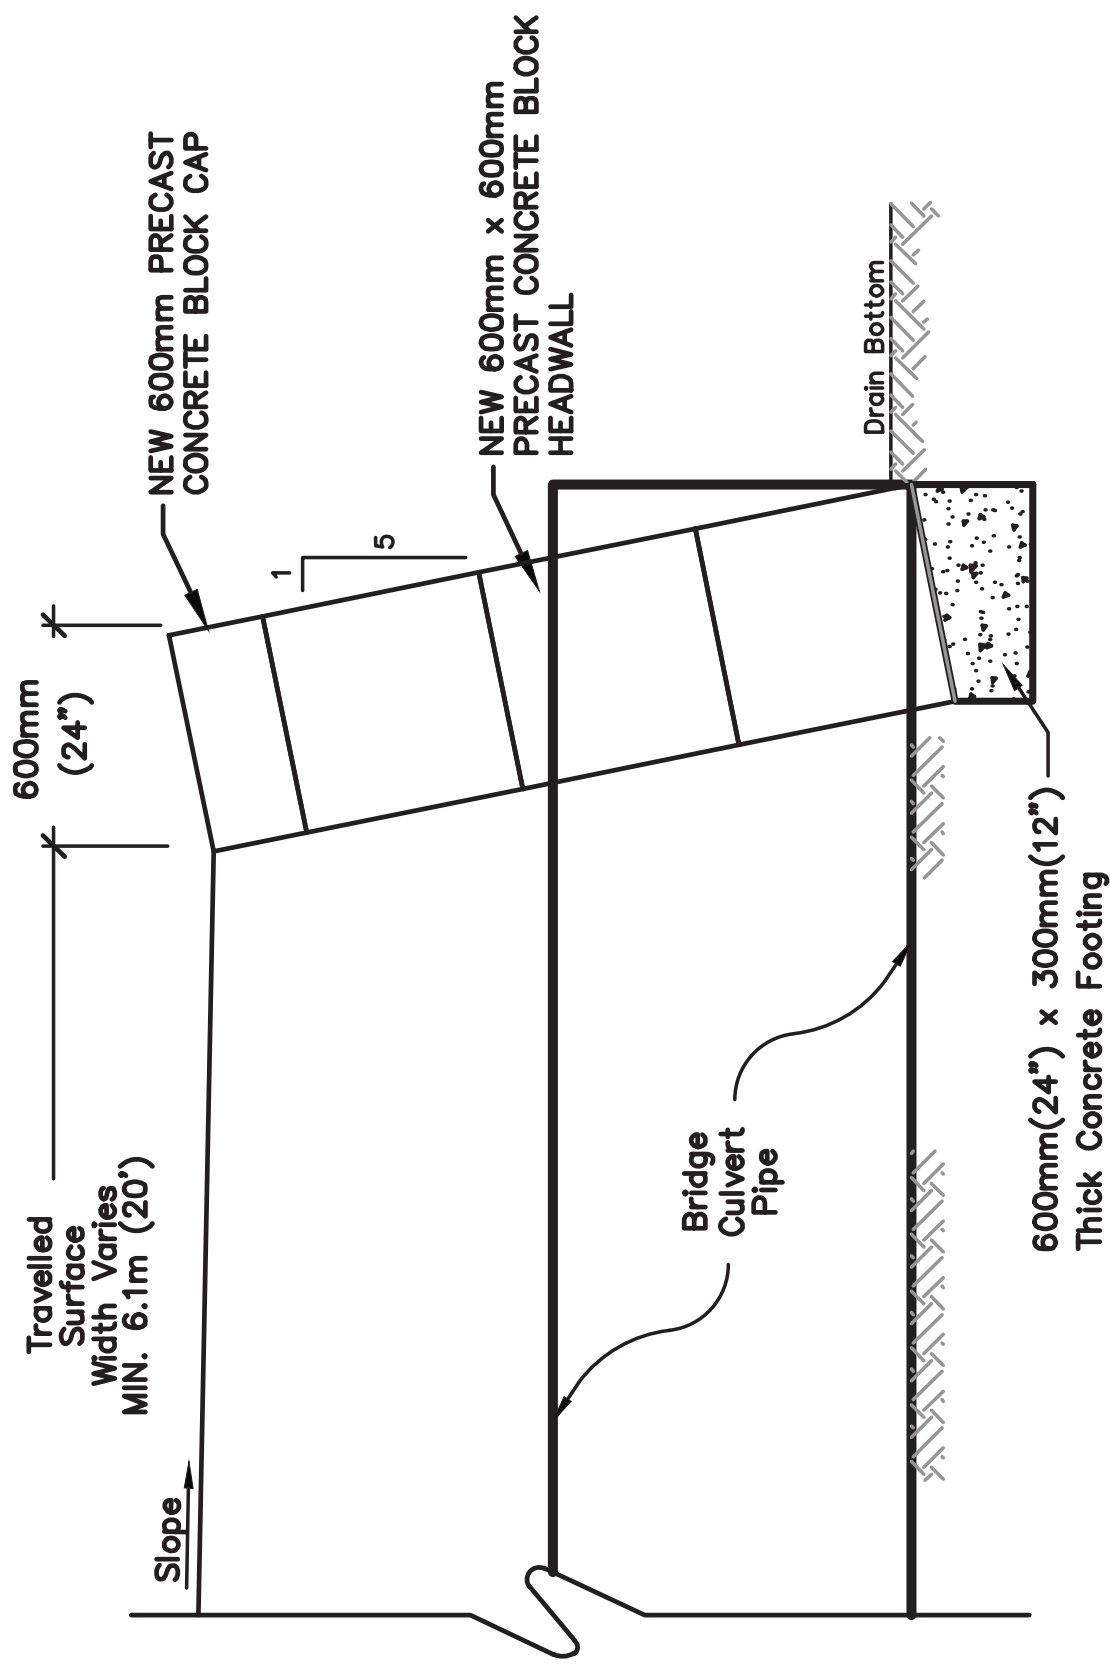 Travelled
Surface
Width Varies
MIN. 6.1m (20')
600mm
(24")
NEW 600mm PRECAST
CONCRETE BLOCK CAP
Slope
1
5
NEW 600mm x 600mm
PRECAST CONCRETE BLOCK
HEADWALL
Bridge
Culvert
Pipe
Drain Bottom
600mm(24") x 300mm(12")
Thick Concrete Footing